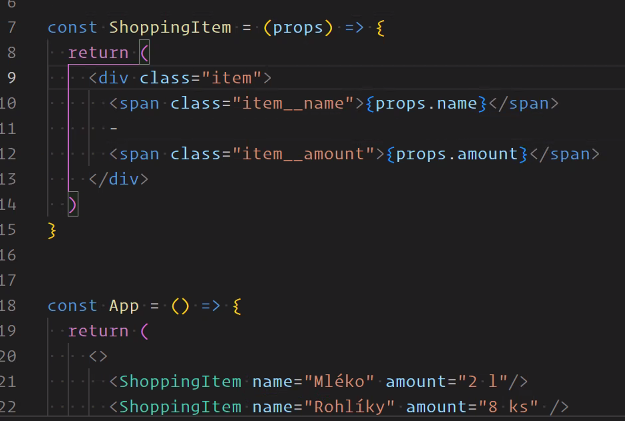 6
7 const ShoppingItem = (props) => {
8 return (
9 <div class="item">
10 <span class="item__name">{props.name}</span>
11 -
12 <span class="item__amount">{props.amount}</span>
13 </div>
14 )
15 }
16
17
18 const App = () => {
19 return (
20 <>
21 <ShoppingItem name="Mléko" amount="2 l"/>
22 <ShoppingItem name="Rohlíky" amount="8 ks" />